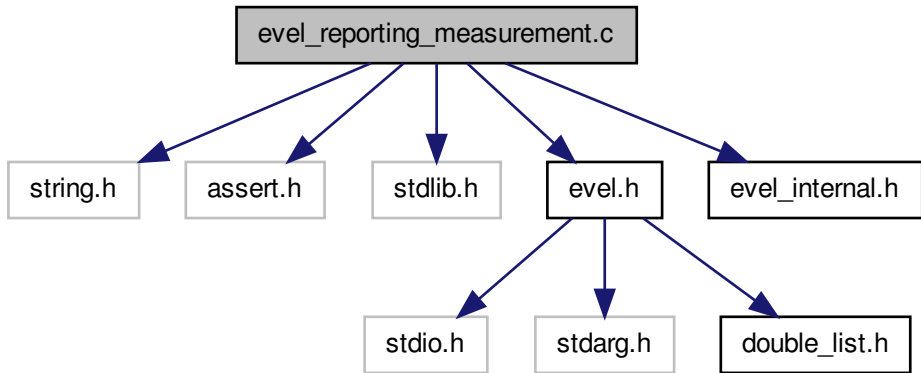 evel_reporting_measurement.c
string.h
assert.h
stdlib.h
evel.h
evel_internal.h
stdio.h
stdarg.h
double_list.h